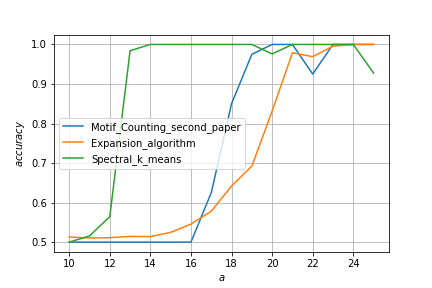 1.0
0.9
0.8
0.7
0.6
0.5
accuracy
Motif_Counting_second_paper
Expansion_algorithm
Spectral_k_means
10 12 14 16 18 20 22 24
a